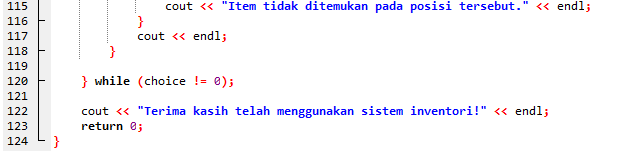 115 cout << "Item tidak ditemukan pada posisi tersebut." << endl;
116 }
117 cout << endl;
118 }
119
120 } while (choice != 0);
121
122 cout << "Terima kasih telah menggunakan sistem inventori!" << endl;
123 return 0;
124 }